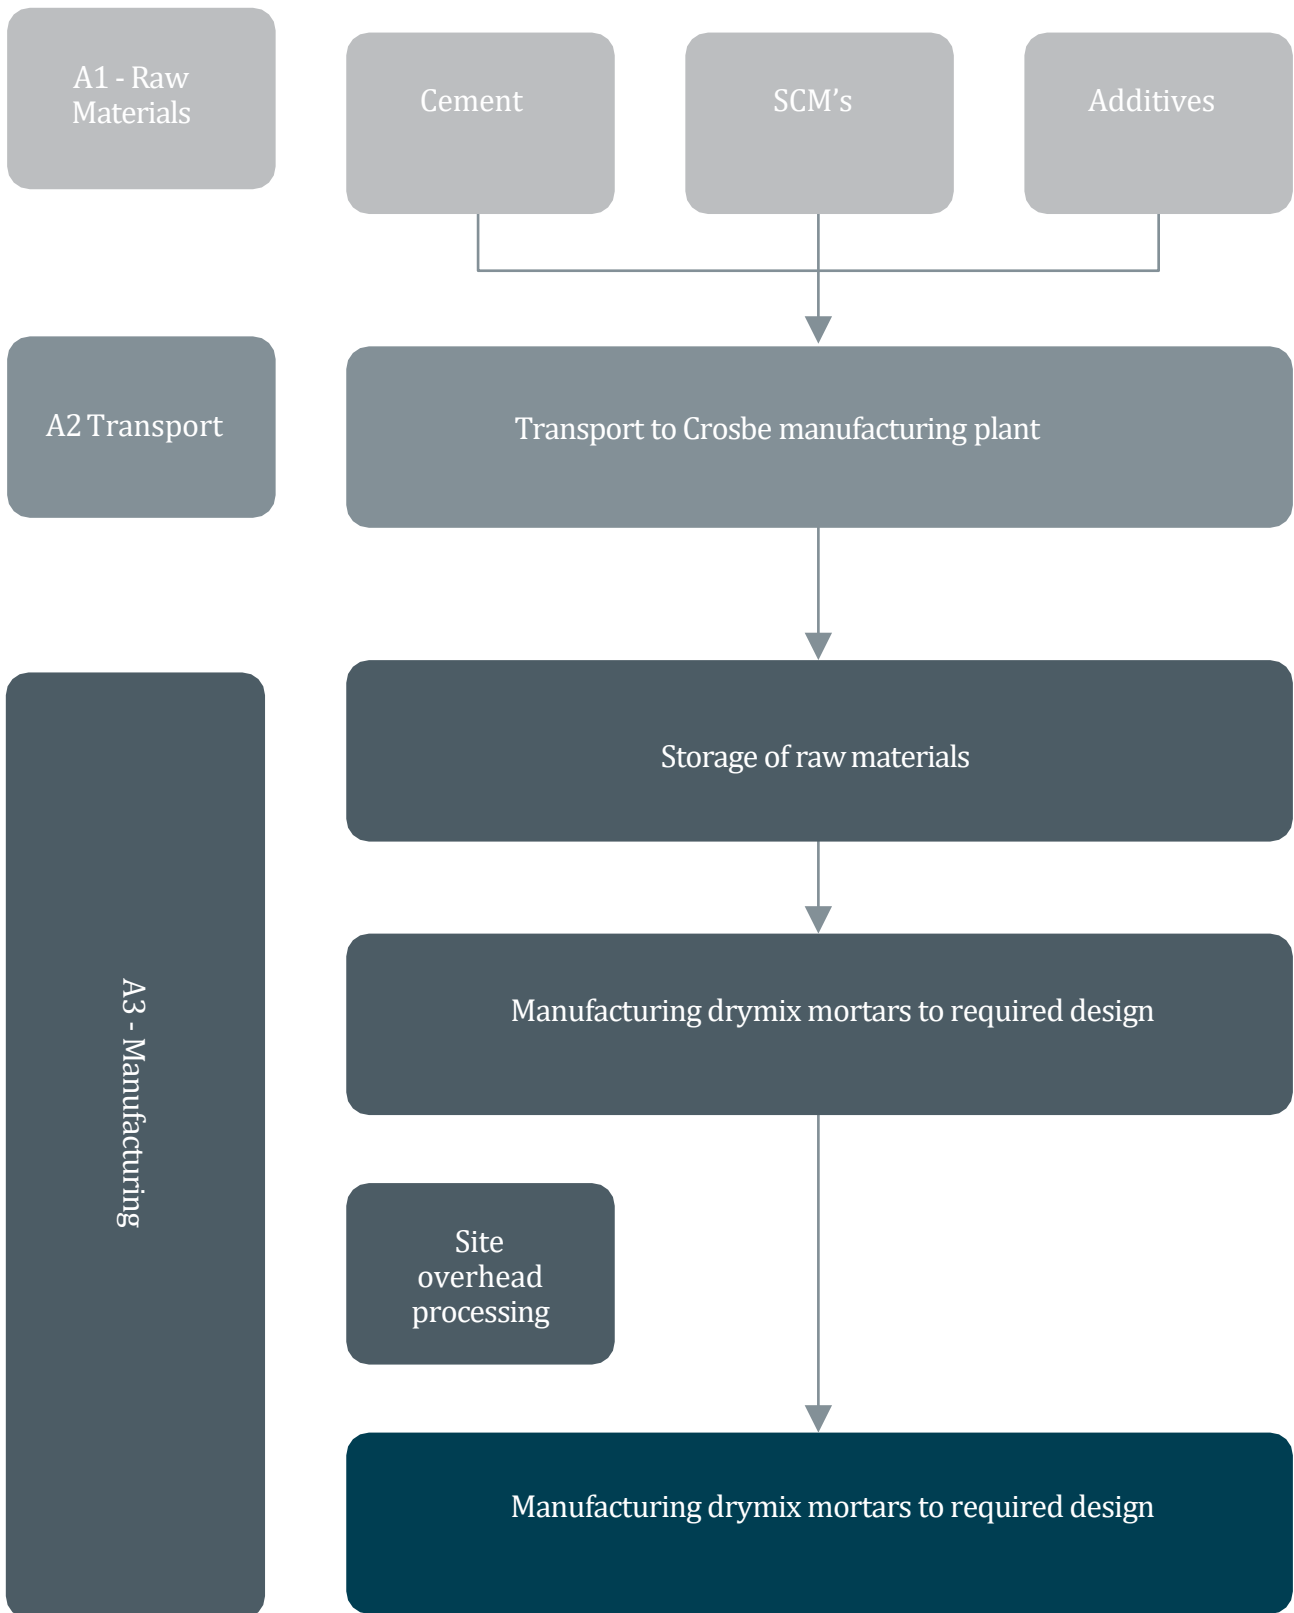 A1 - Raw
Materials
Cement
SCM's
Additives
A2 Transport
Transport to Crosbe manufacturing plant
Storage of raw materials
A3 - Manufacturing
Manufacturing drymix mortars to required design
Site
overhead
processing
Manufacturing drymix mortars to required design